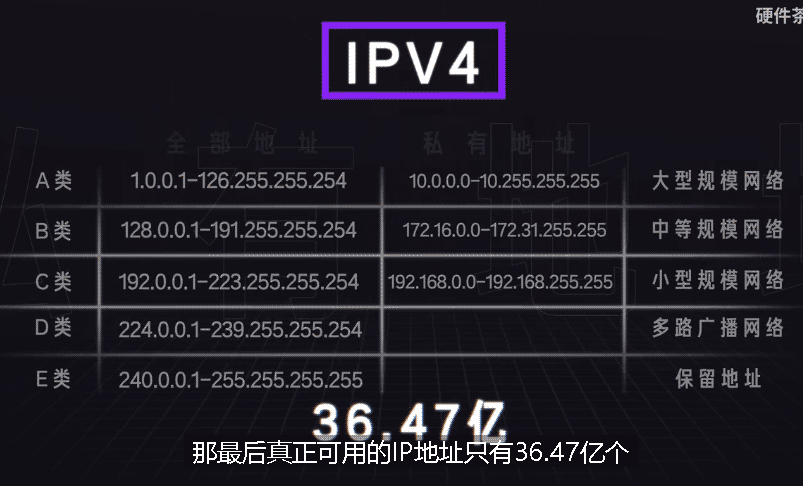 硬件茶
IPV4
全部地址 私有地址
A类 1.0.0.1-126.255.255.254 10.0.0.0-10.255.255.255 大型规模网络
B类 128.0.0.1-191.255.255.254 172.16.0.0-172.31.255.255 中等规模网络
C类 192.0.0.1-223.255.255.254 192.168.0.0-192.168.255.255 小型规模网络
D类 224.0.0.1-239.255.255.254 多路广播网络
E类 240.0.0.1-255.255.255.255 保留地址
36.47亿
那最后真正可用的IP地址只有36.47亿个